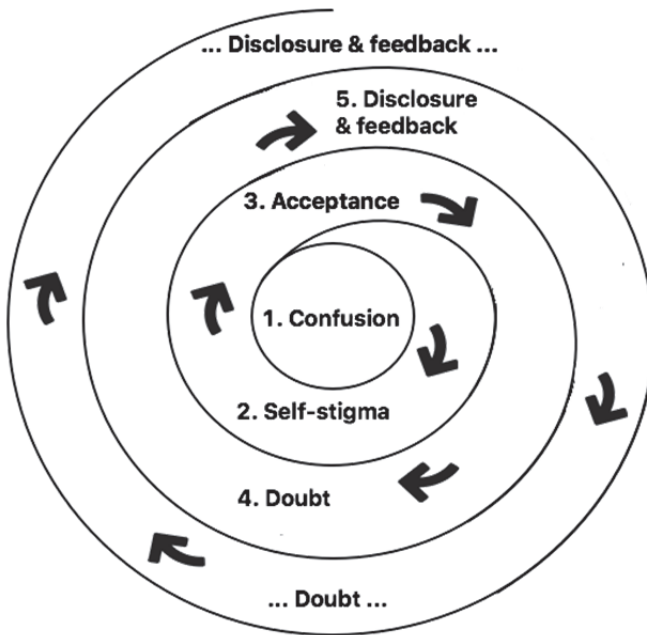 ... Disclosure & feedback ...
5. Disclosure
& feedback
3. Acceptance
1. Confusion
2. Self-stigma
4. Doubt
... Doubt ...